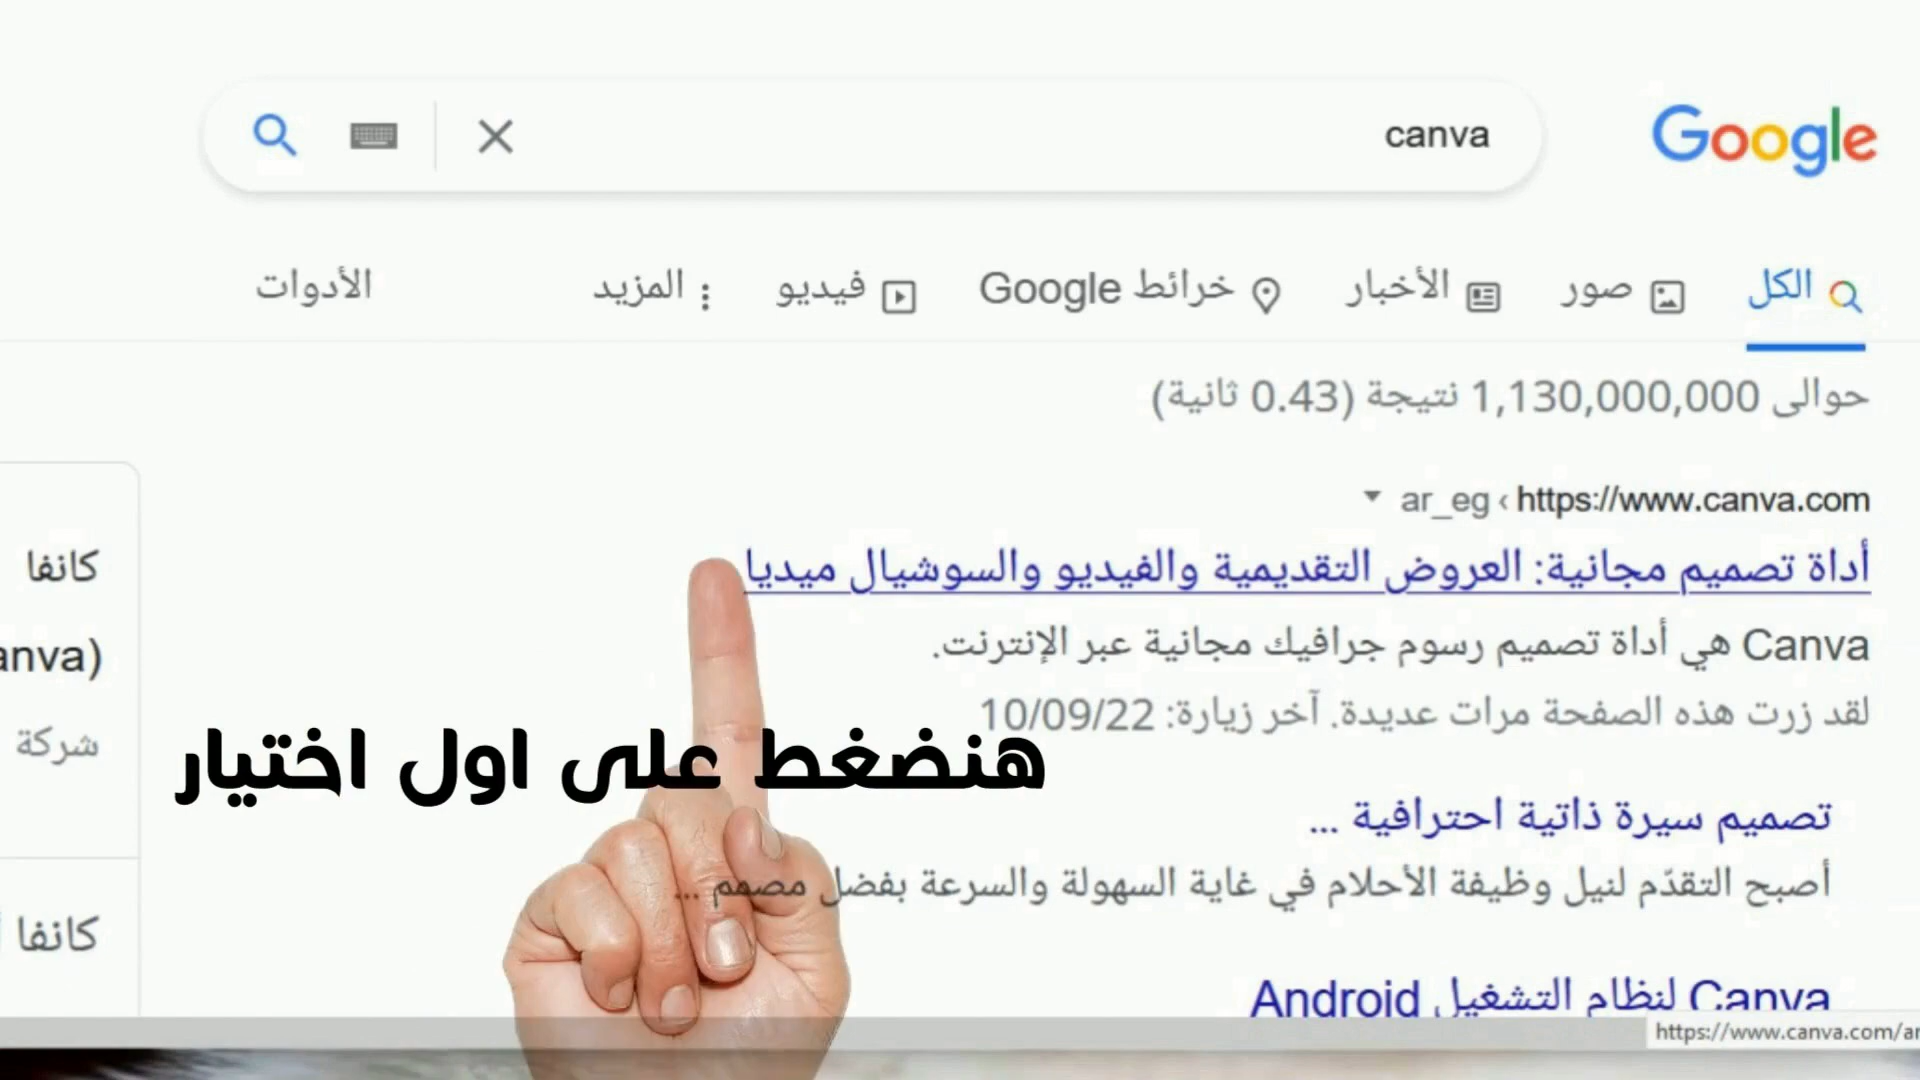 canva
Google
الكل
صور
الأخبار
خرائط Google
فيديو
المزيد
الأدوات
حوالى 1,130,000,000 نتيجة (0.43 ثانية)
https://www.canva.com › ar_eg
أداة تصميم مجانية: العروض التقديمية والفيديو والسوشيال ميديا
Canva هي أداة تصميم رسوم جرافيك مجانية عبر الإنترنت.
لقد زرت هذه الصفحة مرات عديدة. آخر زيارة: 10/09/22
هنضغط على اول اختيار
تصميم سيرة ذاتية احترافية ...
أصبح التقدّم لنيل وظيفة الأحلام في غاية السهولة والسرعة بفضل مصمم ...
Canva لنظام التشغيل Android
كانفا
anva)
شركة
كانفا
https://www.canva.com/ar